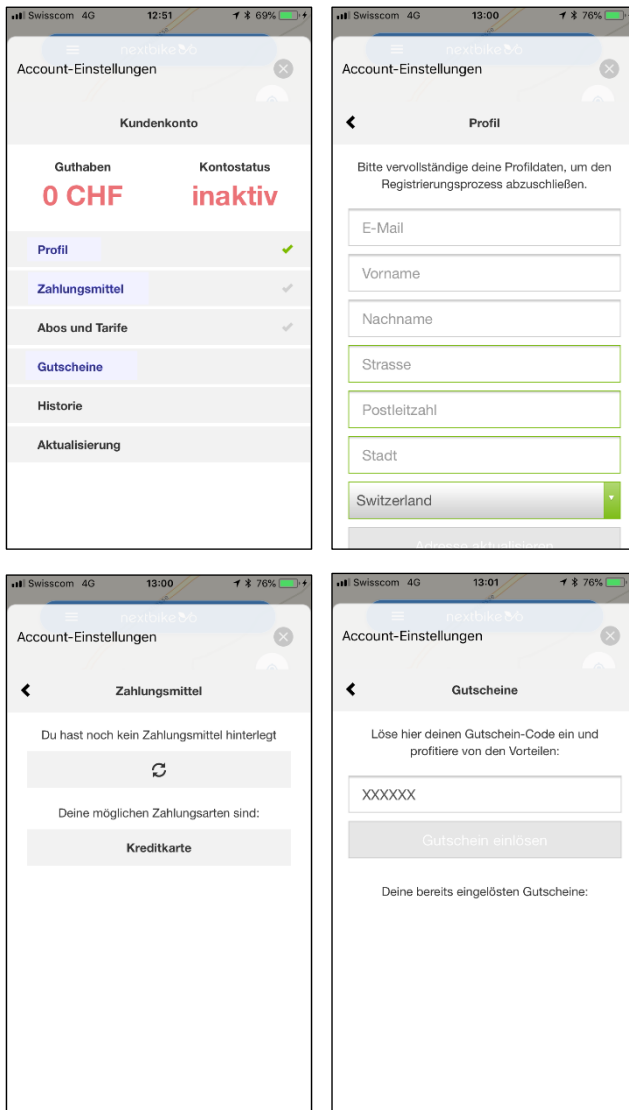 Swisscom 4G 12:51 69%
nextbike
Account-Einstellungen
Kundenkonto
Guthaben Kontostatus
0 CHF inaktiv
Profil
Zahlungsmittel
Abos und Tarife
Gutscheine
Historie
Aktualisierung
Swisscom 4G 13:00 76%
nextbike
Account-Einstellungen
Profil
Bitte vervollständige deine Profildaten, um den
Registrierungsprozess abzuschließen.
E-Mail
Vorname
Nachname
Strasse
Postleitzahl
Stadt
Switzerland
Adresse aktualisieren
Swisscom 4G 13:00 76%
nextbike
Account-Einstellungen
Zahlungsmittel
Du hast noch kein Zahlungsmittel hinterlegt
Deine möglichen Zahlungsarten sind:
Kreditkarte
Swisscom 4G 13:01 76%
nextbike
Account-Einstellungen
Gutscheine
Löse hier deinen Gutschein-Code ein und
profitiere von den Vorteilen:
XXXXXX
Gutschein einlösen
Deine bereits eingelösten Gutscheine: